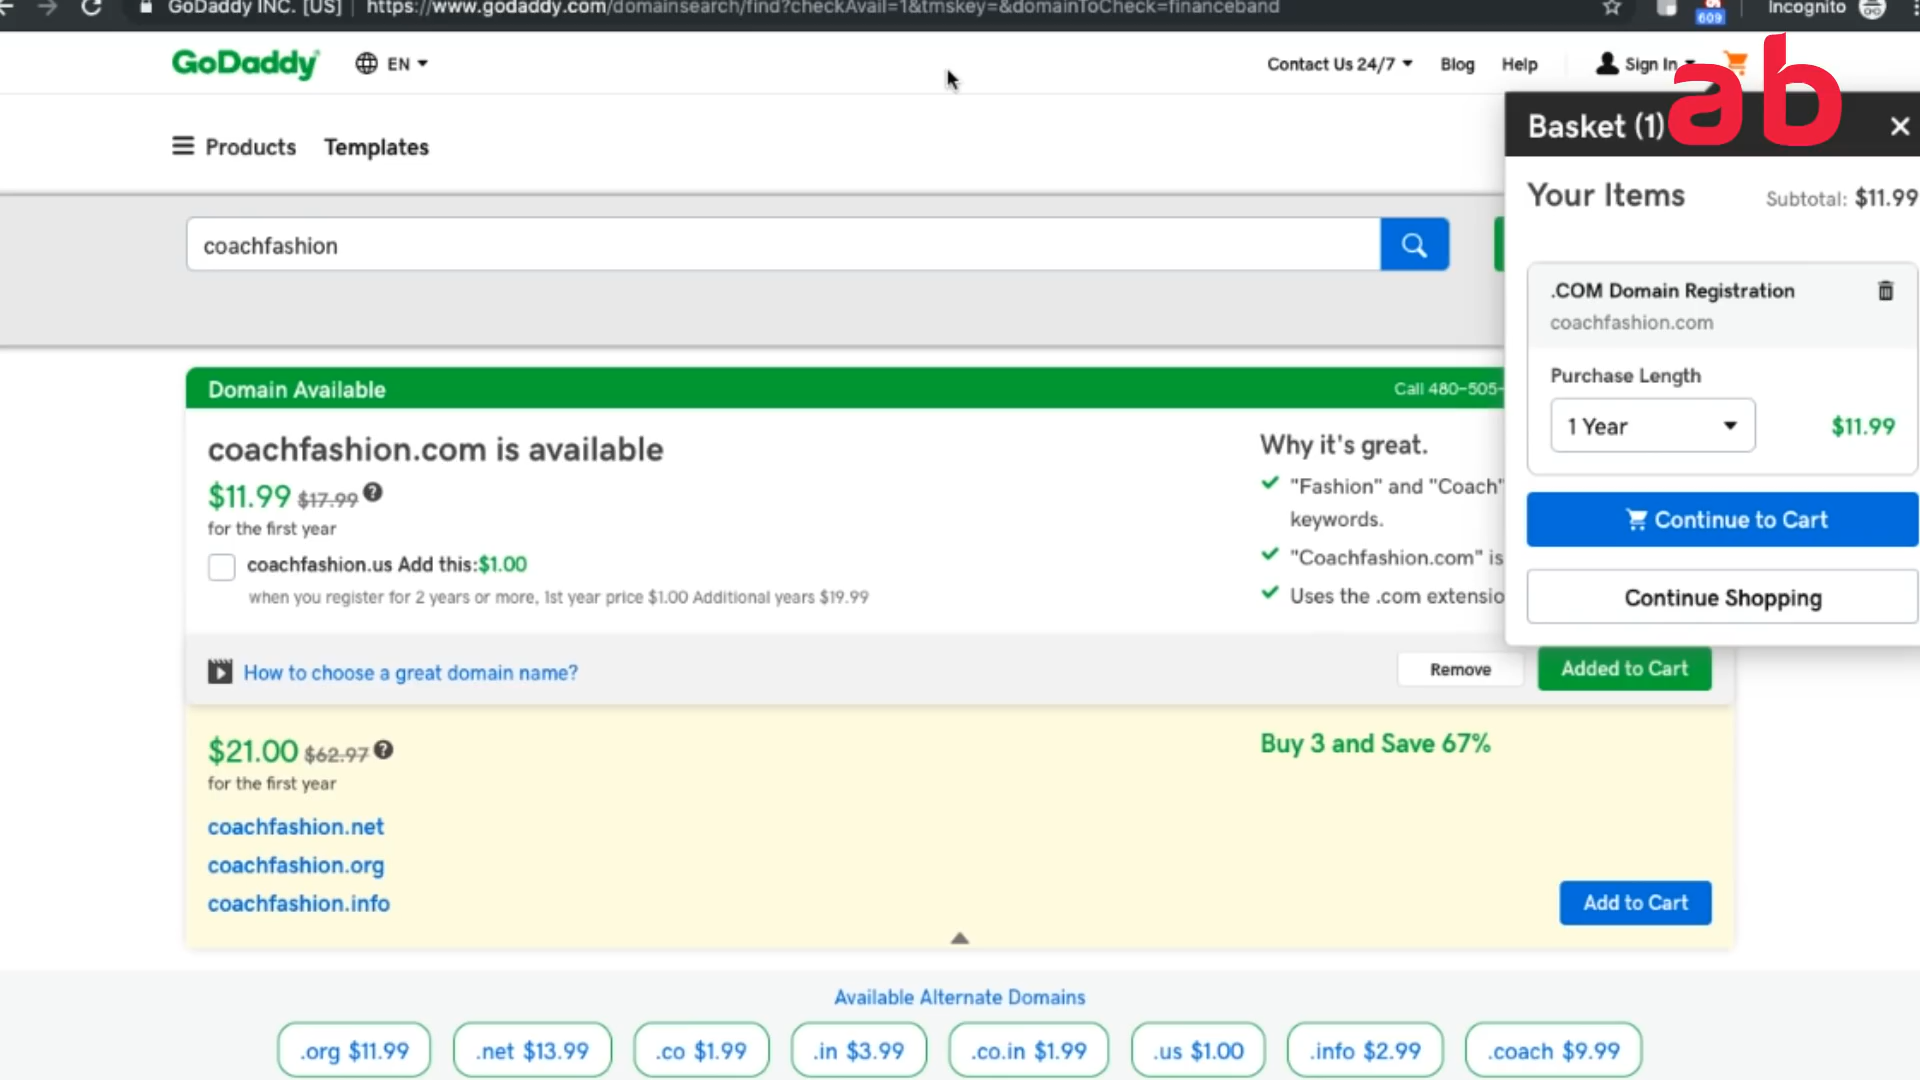 GoDaddy INC. [US] https://www.godaddy.com/domainsearch/find?checkAvail=1&tmskey=&domainToCheck=financeband
609
Incognito
GoDaddy
EN
Contact Us 24/7
Blog
Help
Sign In
ab
Products
Templates
Basket (1)
Your Items
Subtotal: $11.99
coachfashion
.COM Domain Registration
coachfashion.com
Purchase Length
1 Year
$11.99
Continue to Cart
Continue Shopping
Domain Available
Call 480-505-
coachfashion.com is available
$11.99 $17.99
for the first year
coachfashion.us Add this:$1.00
when you register for 2 years or more, 1st year price $1.00 Additional years $19.99
Why it's great.
"Fashion" and "Coach"
keywords.
"Coachfashion.com" is
Uses the .com extensio
How to choose a great domain name?
Remove
Added to Cart
$21.00 $62.97
for the first year
Buy 3 and Save 67%
coachfashion.net
coachfashion.org
coachfashion.info
Add to Cart
Available Alternate Domains
.org $11.99
.net $13.99
.co $1.99
.in $3.99
.co.in $1.99
.us $1.00
.info $2.99
.coach $9.99